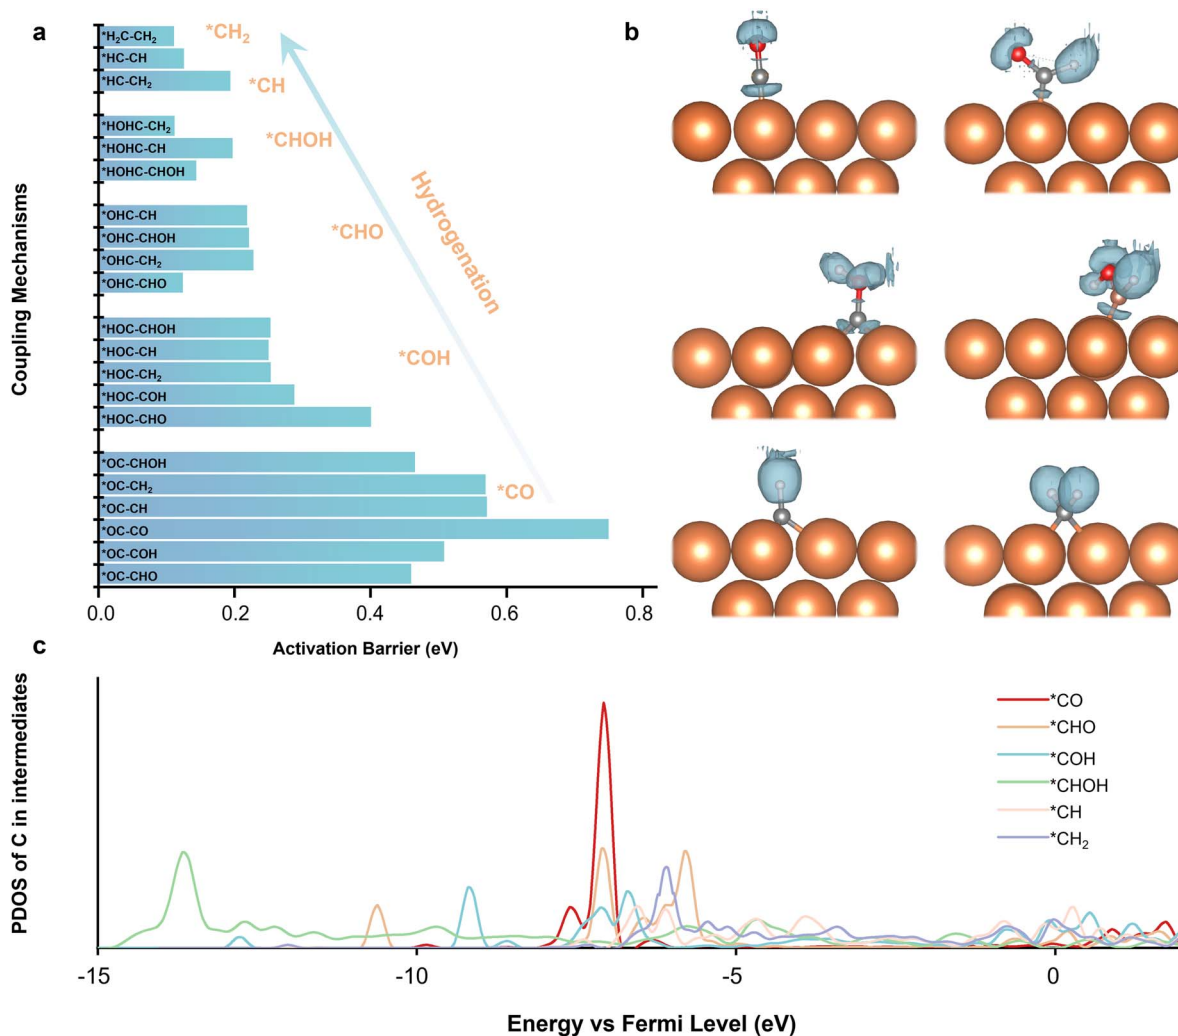 a
Coupling Mechanisms
*H₂C-CH₂
*HC-CH
*HC-CH₂
*HOHC-CH₂
*HOHC-CH
*HOHC-CHOH
*OHC-CH
*OHC-CHOH
*OHC-CH₂
*OHC-CHO
*HOC-CHOH
*HOC-CH
*HOC-CH₂
*HOC-COH
*HOC-CHO
*OC-CHOH
*OC-CH₂
*OC-CH
*OC-CO
*OC-COH
*OC-CHO
*CH₂
*CH
*CHOH
*CHO
*COH
*CO
Hydrogenation
0.0 0.2 0.4 0.6 0.8
Activation Barrier (eV)
b
c
PDOS of C in intermediates
*CO
*CHO
*COH
*CHOH
*CH
*CH₂
-15 -10 -5 0
Energy vs Fermi Level (eV)